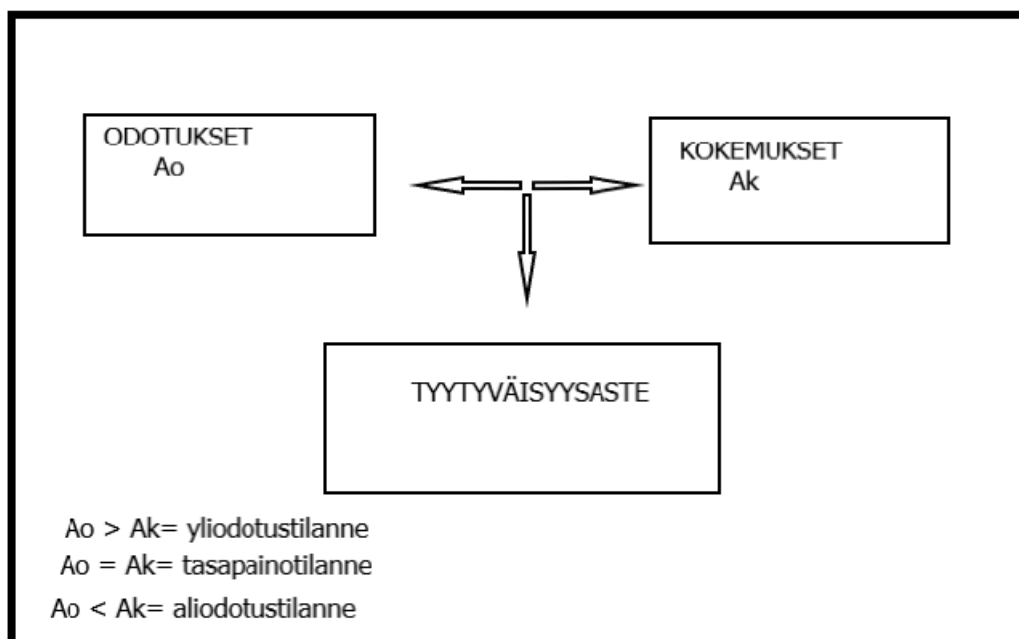 ODOTUKSET
Ao
KOKEMUKSET
Ak
TYYTYVÄISYYSASTE
Ao > Ak= yliodotustilanne
Ao = Ak= tasapainotilanne
Ao < Ak= aliodotustilanne